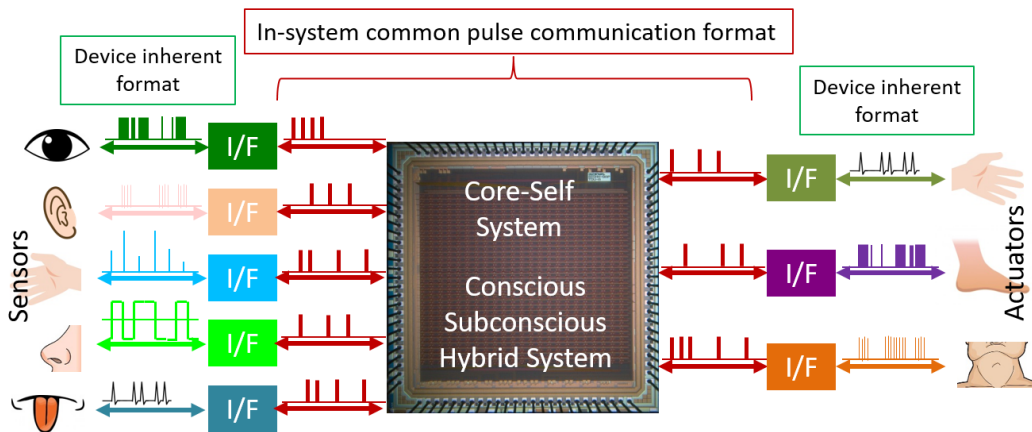 In-system common pulse communication format
Device inherent
format
Device inherent
format
I/F
I/F
I/F
I/F
I/F
Sensors
Core-Self
System
Conscious
Subconscious
Hybrid System
I/F
I/F
I/F
Actuators